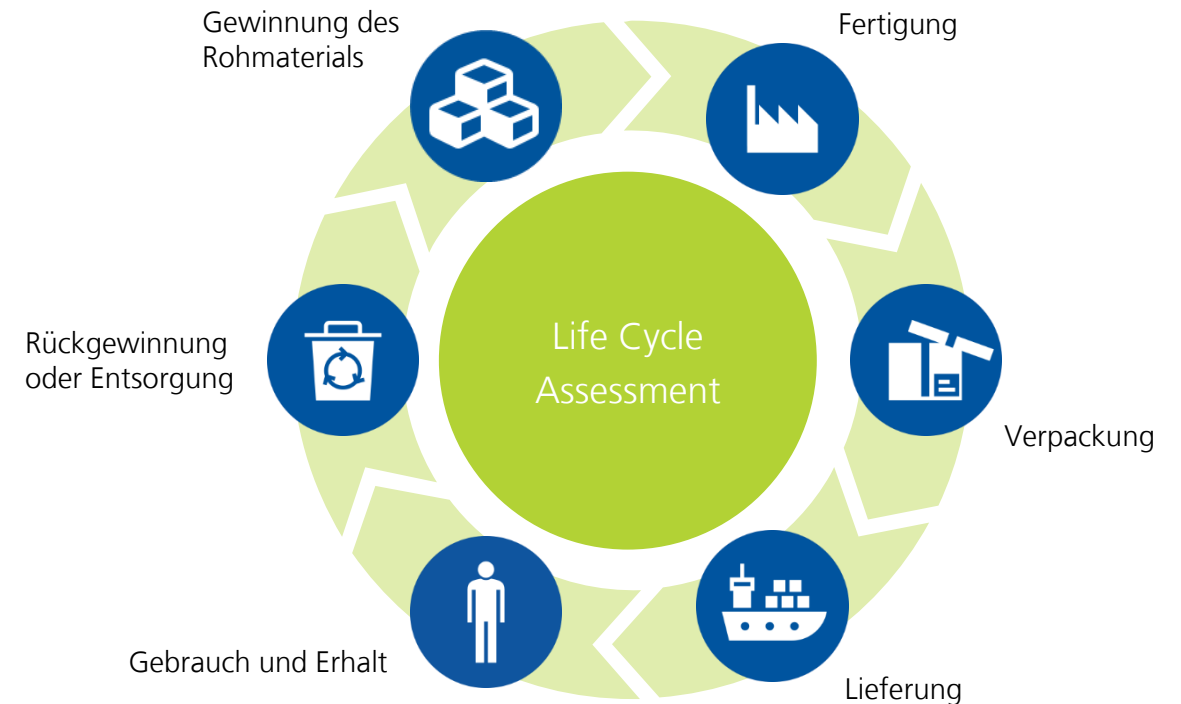 Gewinnung des
Rohmaterials
Fertigung
Rückgewinnung
oder Entsorgung
Life Cycle
Assessment
Verpackung
Gebrauch und Erhalt
Lieferung